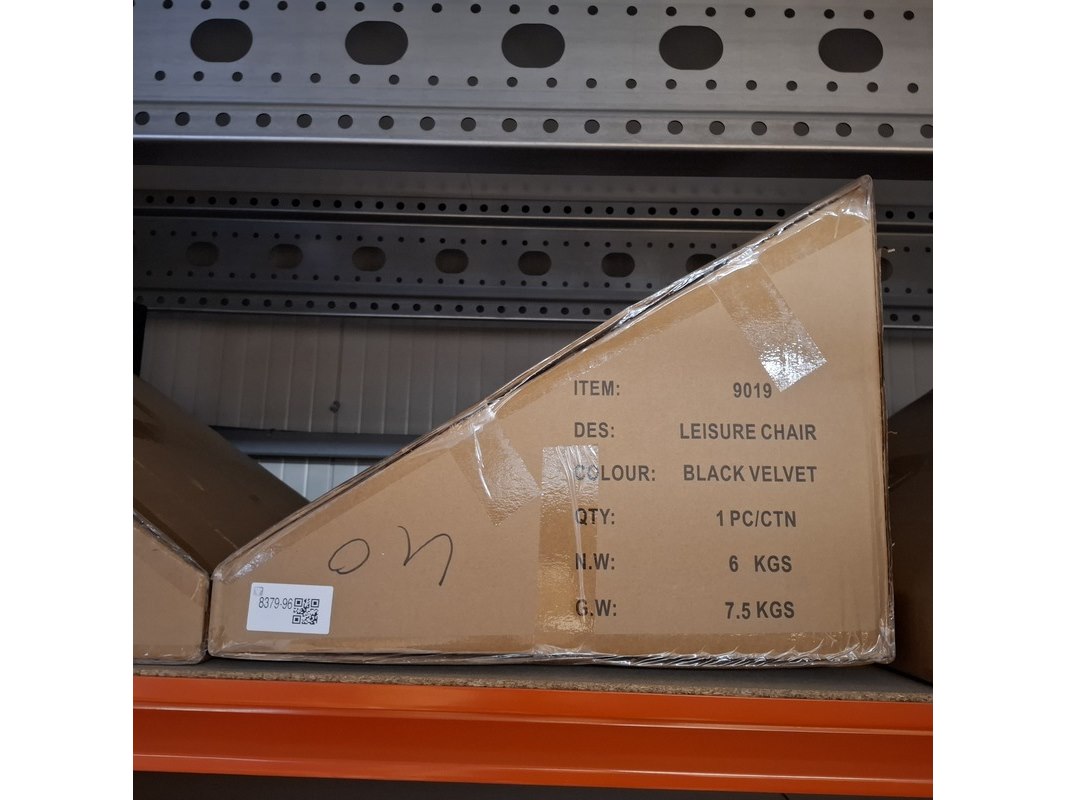 ITEM: 9019
DES: LEISURE CHAIR
COLOUR: BLACK VELVET
QTY: 1 PC/CTN
N.W: 6 KGS
G.W: 7.5 KGS
8379-96